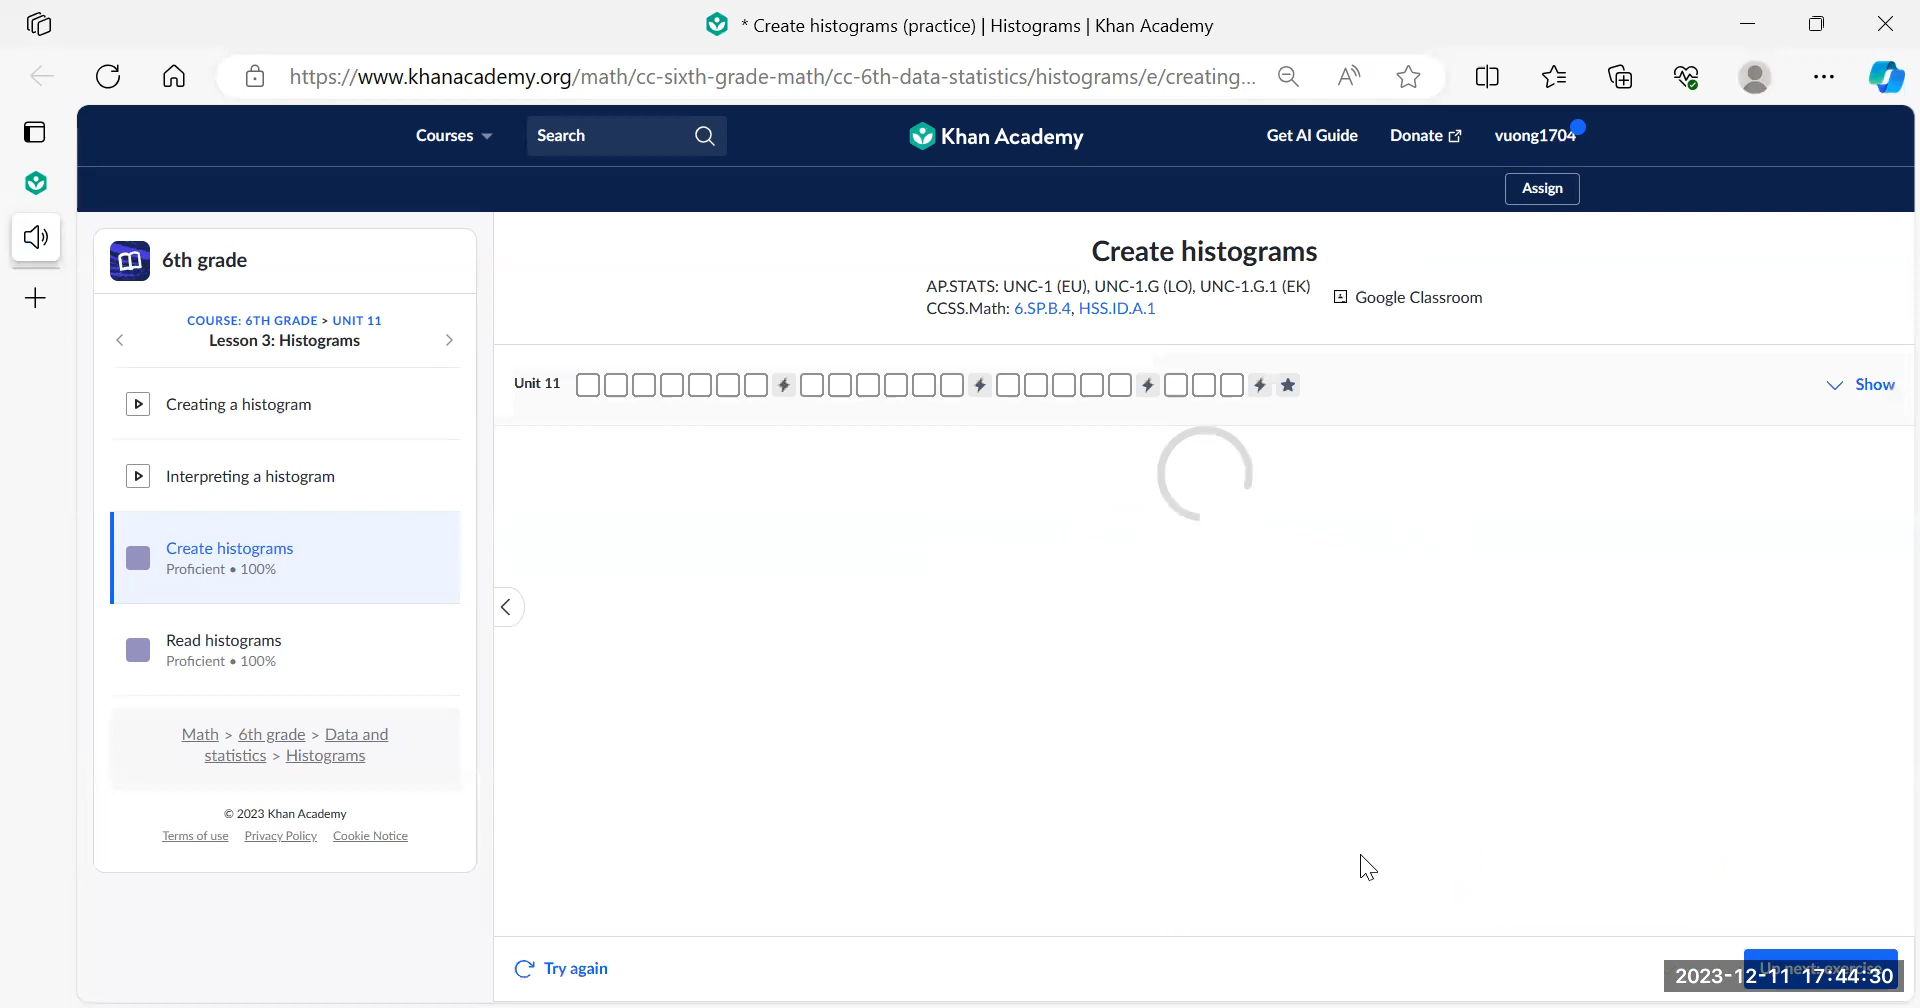 * Create histograms (practice) | Histograms | Khan Academy
https://www.khanacademy.org/math/cc-sixth-grade-math/cc-6th-data-statistics/histograms/e/creating...
Courses
Search
Khan Academy
Get AI Guide
Donate
vuong1704
Assign
6th grade
COURSE: 6TH GRADE > UNIT 11
Lesson 3: Histograms
Creating a histogram
Interpreting a histogram
Create histograms
Proficient • 100%
Read histograms
Proficient • 100%
Math > 6th grade > Data and
statistics > Histograms
© 2023 Khan Academy
Terms of use Privacy Policy Cookie Notice
Create histograms
AP.STATS: UNC-1 (EU), UNC-1.G (LO), UNC-1.G.1 (EK)
CCSS.Math: 6.SP.B.4, HSS.ID.A.1
Google Classroom
Unit 11
Show
Try again
Up next: exercise
2023-12-11 17:44:30